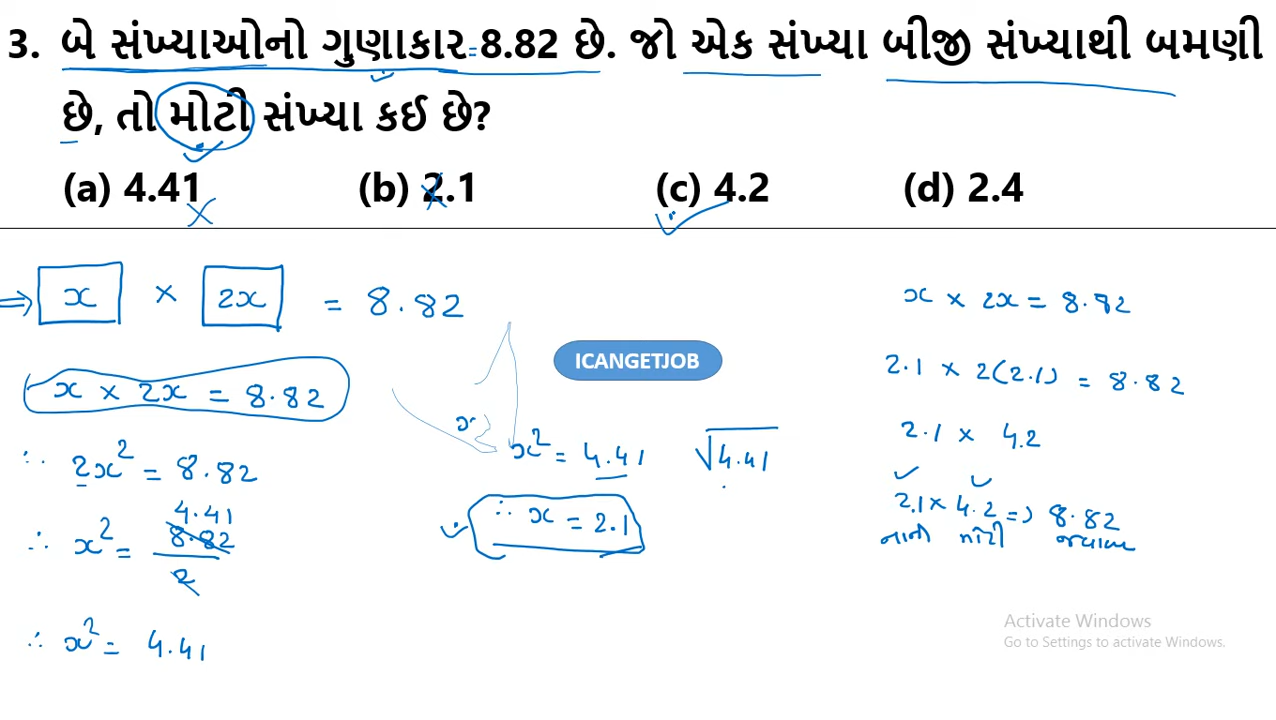 3. બે સંખ્યાઓનો ગુણાકાર = 8.82 છે. જો એક સંખ્યા બીજી સંખ્યાથી બમણી
છે, તો મોટી સંખ્યા કઈ છે?
(a) 4.41 (b) 2.1 (c) 4.2 (d) 2.4
⇒ x × 2x = 8.82
x × 2x = 8.82
∴ 2x² = 8.82
4.41
∴ x² = 8.82/2
∴ x² = 4.41
ICANGETJOB
x² = 4.41 √4.41
∴ x = 2.1
x × 2x = 8.82
2.1 × 2(2.1) = 8.82
2.1 × 4.2
2.1 × 4.2 => 8.82
નાની મોટી જવાબ
Activate Windows
Go to Settings to activate Windows.